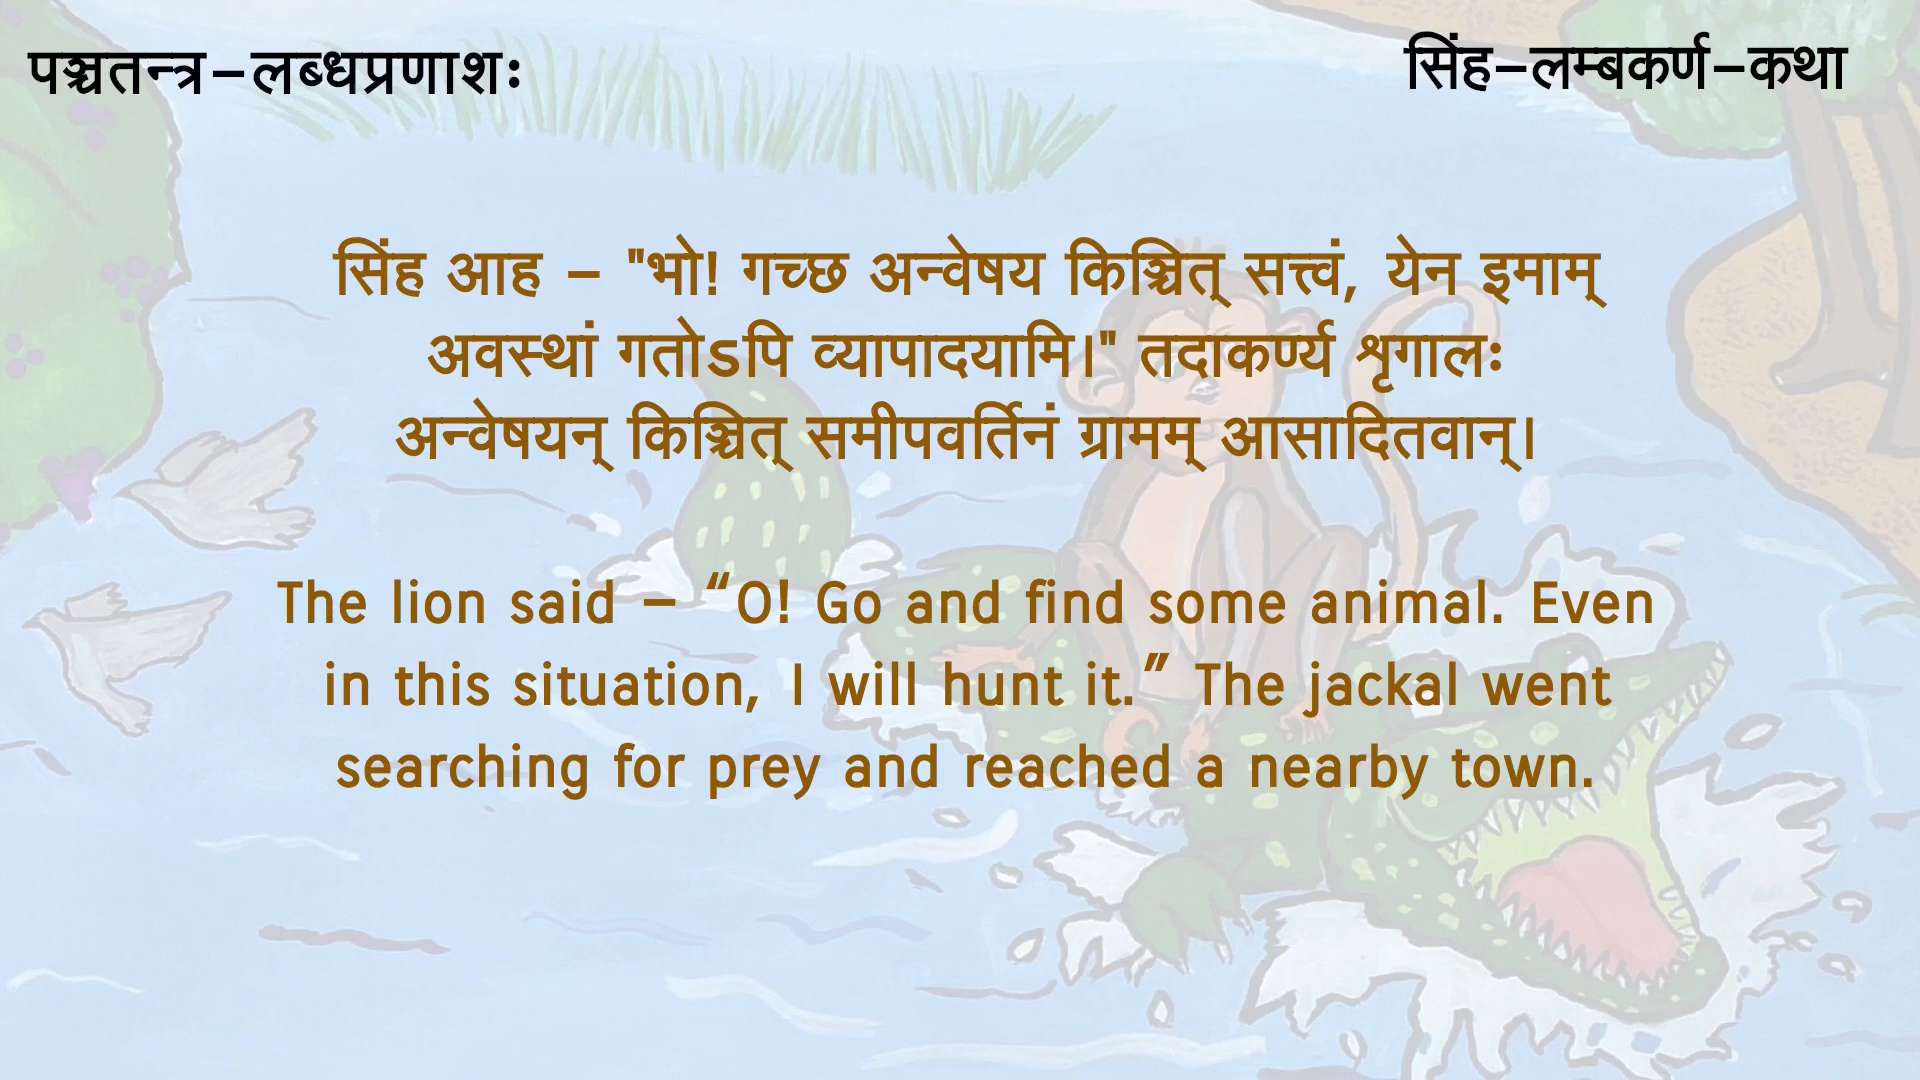 पञ्चतन्त्र–लब्धप्रणाशः
सिंह–लम्बकर्ण–कथा
सिंह आह – "भो! गच्छ अन्वेषय किञ्चित् सत्त्वं, येन इमाम्
अवस्थां गतोऽपि व्यापादयामि।" तदाकर्ण्य शृगालः
अन्वेषयन् किञ्चित् समीपवर्तिनं ग्रामम् आसादितवान्।
The lion said – “O! Go and find some animal. Even
in this situation, I will hunt it.” The jackal went
searching for prey and reached a nearby town.